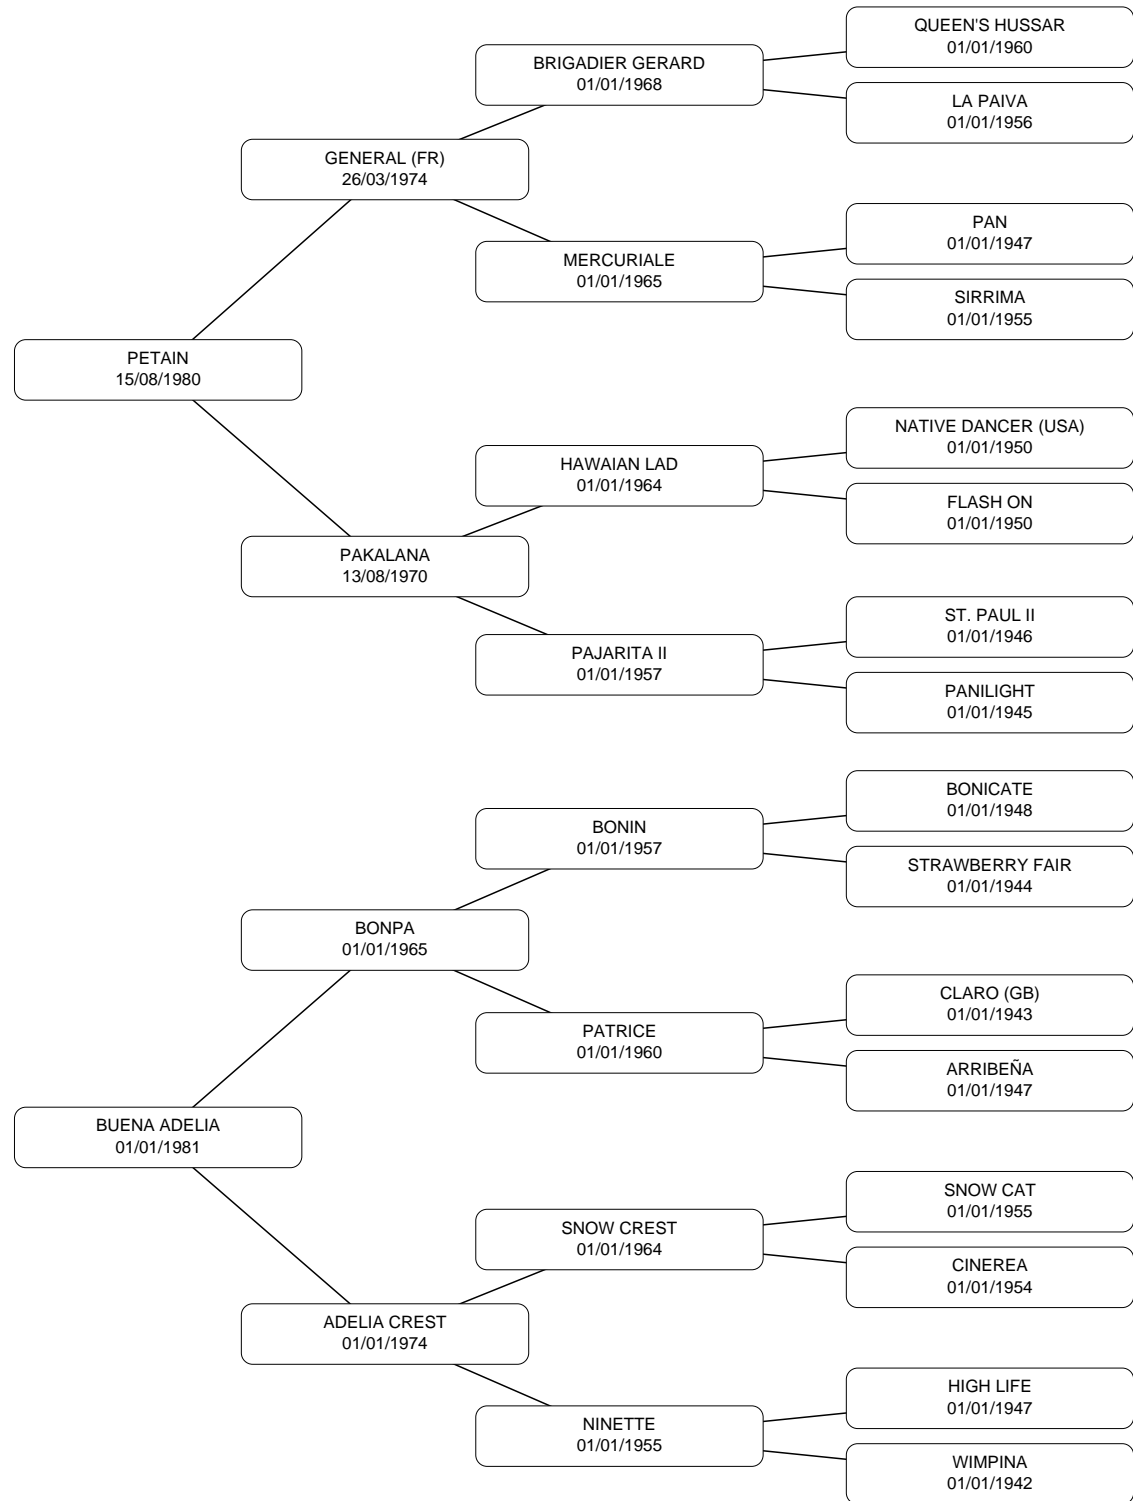 QUEEN'S HUSSAR
01/01/1960
BRIGADIER GERARD
01/01/1968
LA PAIVA
01/01/1956
GENERAL (FR)
26/03/1974
PAN
01/01/1947
MERCURIALE
01/01/1965
SIRRIMA
01/01/1955
PETAIN
15/08/1980
NATIVE DANCER (USA)
01/01/1950
HAWAIAN LAD
01/01/1964
FLASH ON
01/01/1950
PAKALANA
13/08/1970
ST. PAUL II
01/01/1946
PAJARITA II
01/01/1957
PANILIGHT
01/01/1945
BONICATE
01/01/1948
BONIN
01/01/1957
STRAWBERRY FAIR
01/01/1944
BONPA
01/01/1965
CLARO (GB)
01/01/1943
PATRICE
01/01/1960
ARRIBEÑA
01/01/1947
BUENA ADELIA
01/01/1981
SNOW CAT
01/01/1955
SNOW CREST
01/01/1964
CINEREA
01/01/1954
ADELIA CREST
01/01/1974
HIGH LIFE
01/01/1947
NINETTE
01/01/1955
WIMPINA
01/01/1942